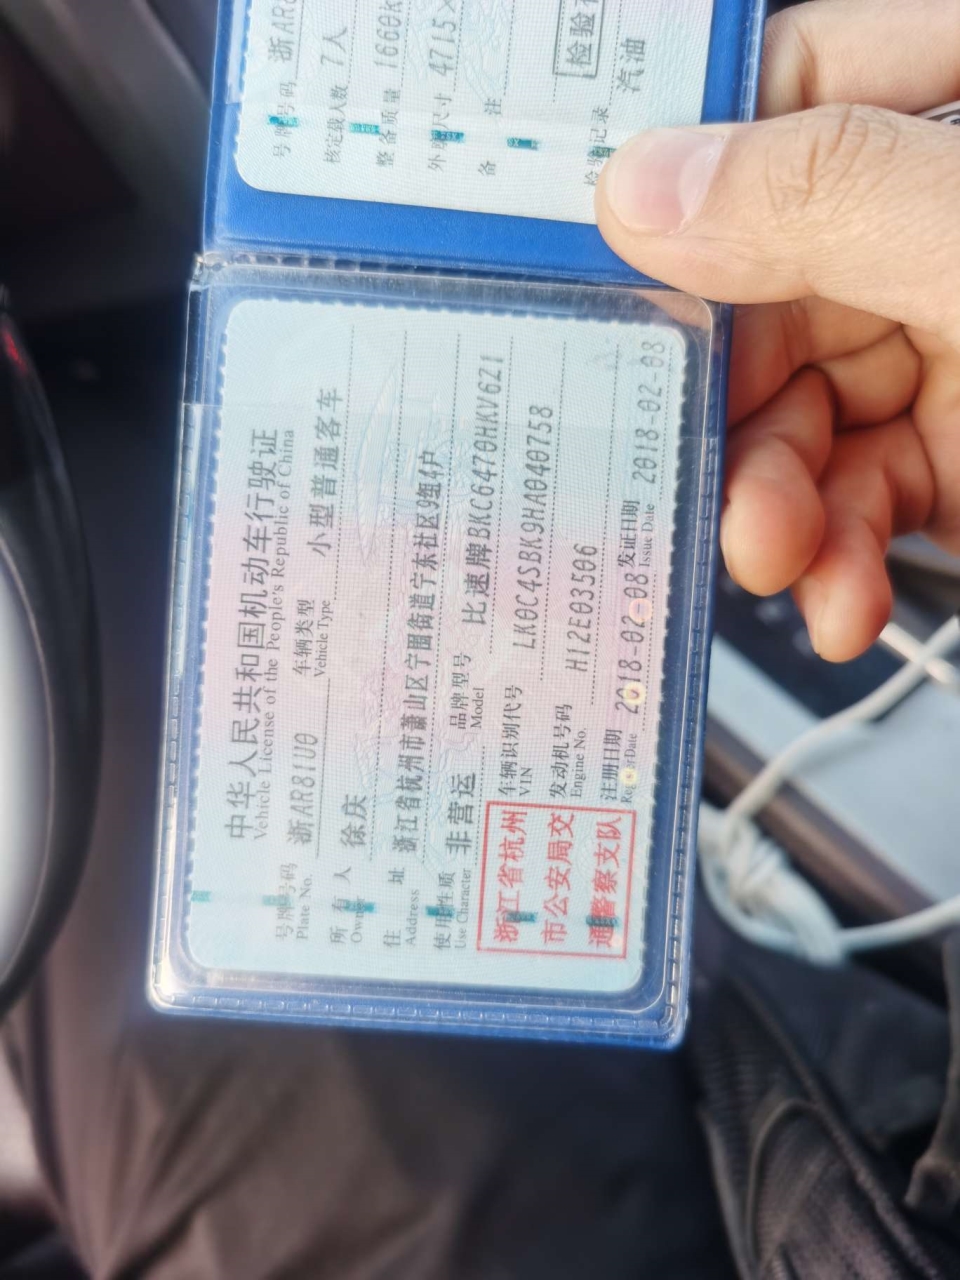 中华人民共和国机动车行驶证
Vehicle License of the People's Republic of China
号牌号码 浙AR81U0 车辆类型 小型普通客车
Plate No. Vehicle Type
所有人 徐庆
Owner
住址 浙江省杭州市萧山区宁围街道宁东社区9组4户
Address
使用性质 非营运 品牌型号 比速牌BKC6470HKV6Z1
Use Character Model
浙江省杭州
市公安局交
通警察支队
车辆识别代号 LK0C4SBK9HA040758
VIN
发动机号码 H12E03506
Engine No.
注册日期 2018-02-08 发证日期 2018-02-08
Issue Date
号牌号码 浙AR8
核定载人数 7人
整备质量 1660k
外廓尺寸 4715×
备注
检验记录
检验
汽油